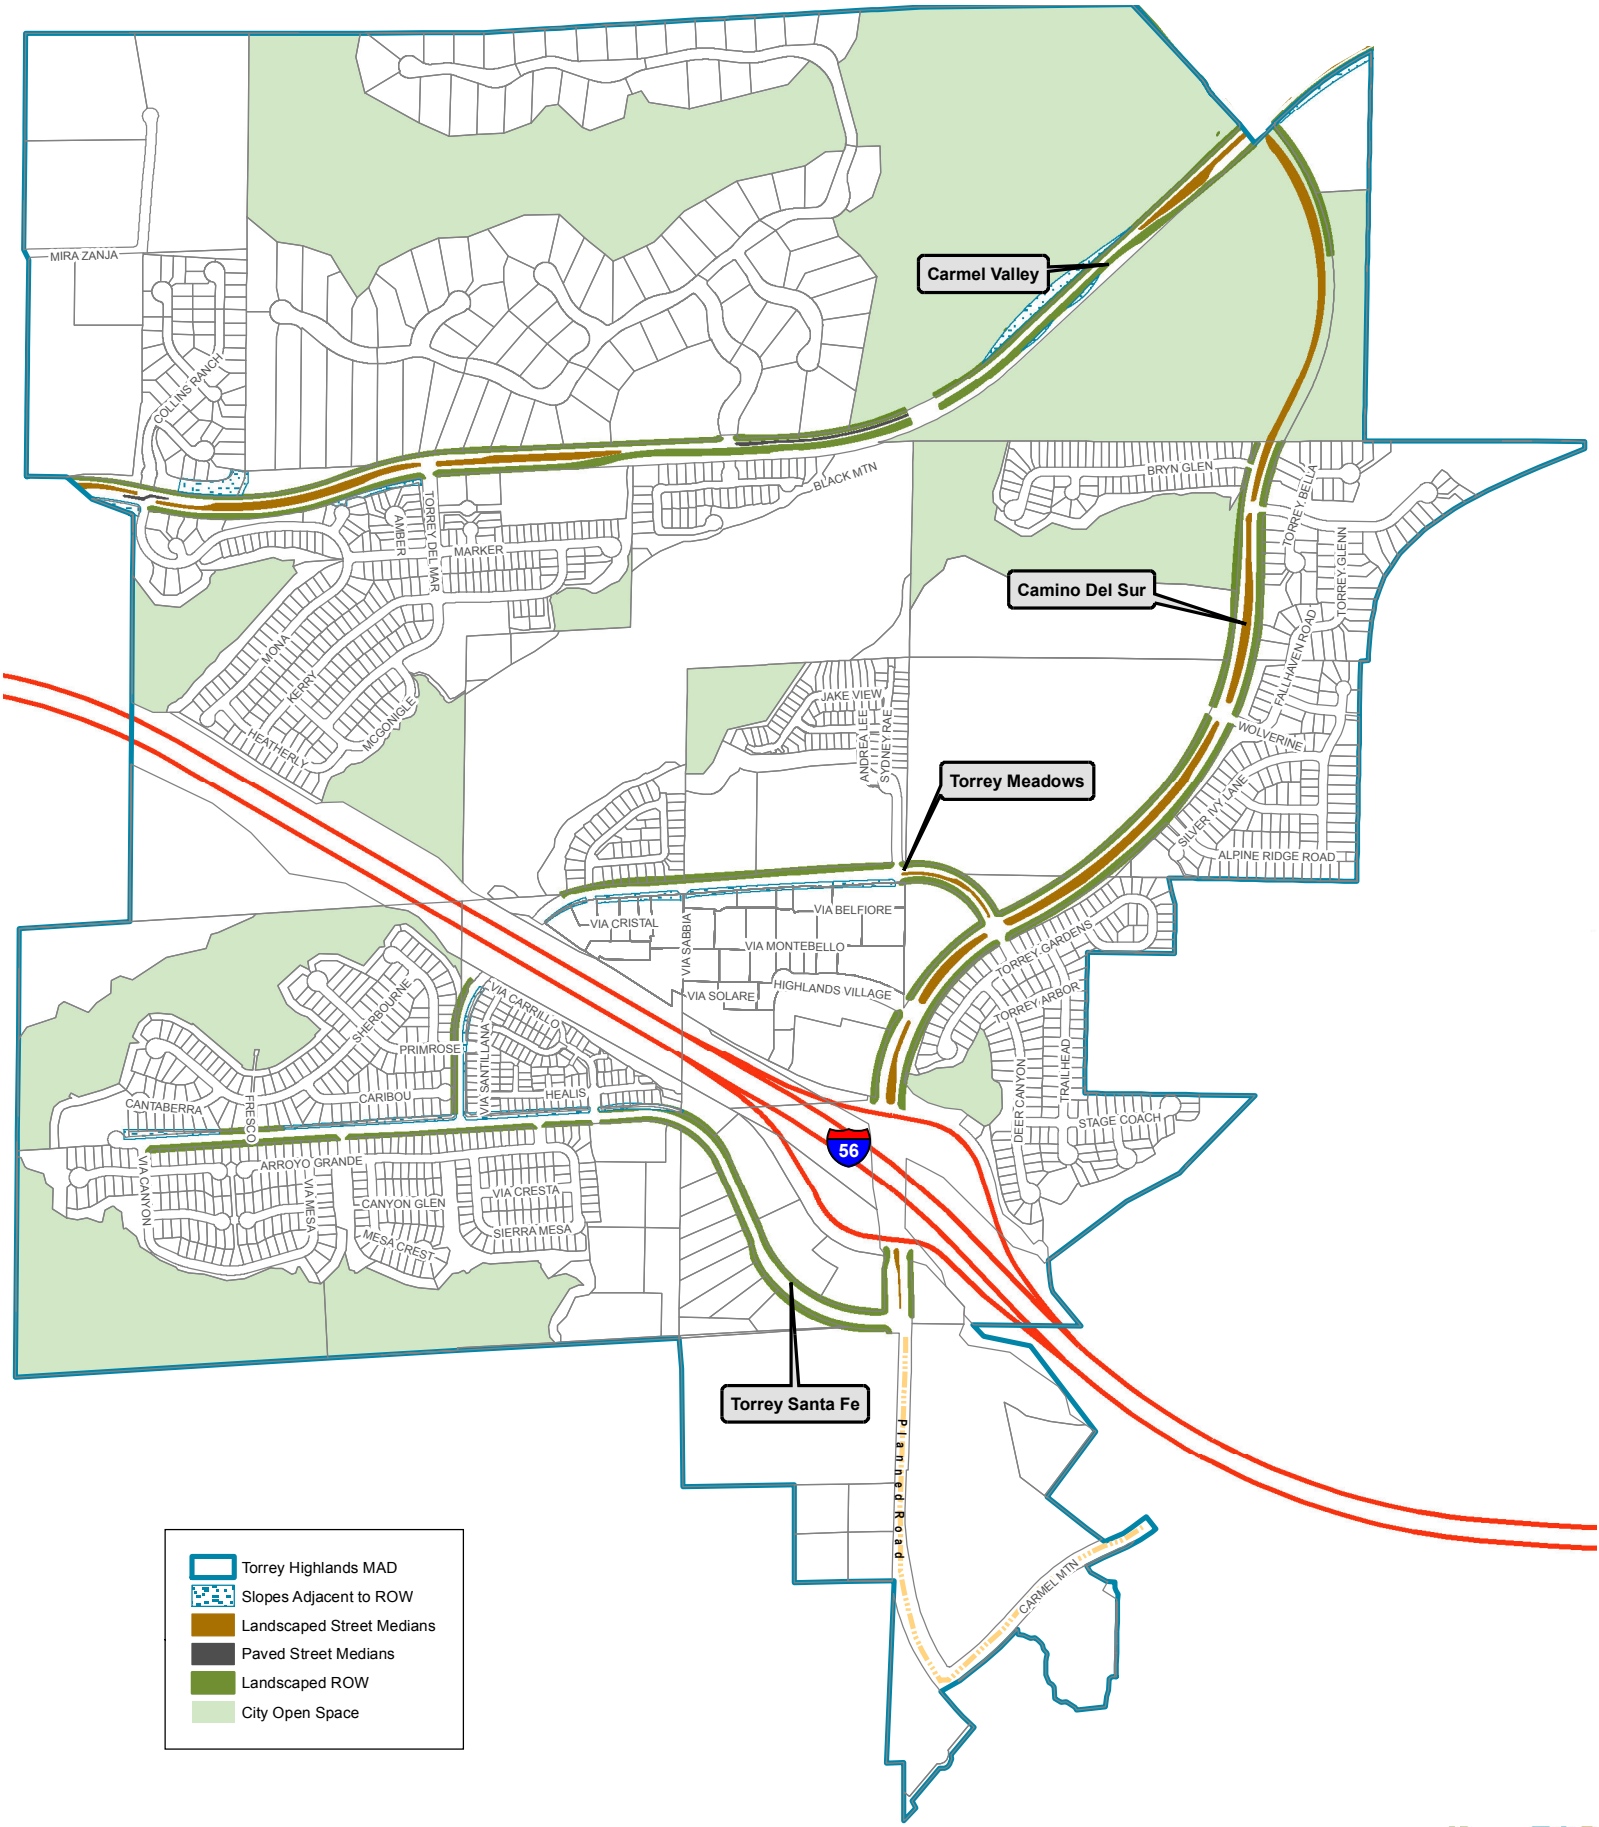 MIRA ZANJA
Carmel Valley
COLLINS RANCH
BLACK MTN
BRYN GLEN
TORREY BELLA
AMBER
TORREY DEL MAR
MARKER
TORREY GLENN
Camino Del Sur
MONA
KERRY
MCGONIGLE
HEATHERLY
FALLHAVEN ROAD
JAKE VIEW
ANDREA LEE
SYDNEY RAE
WOLVERINE
Torrey Meadows
SILVER IVY LANE
ALPINE RIDGE ROAD
VIA CRISTAL
VIA SABBIA
VIA BELFIORE
VIA MONTEBELLO
VIA SOLARE
HIGHLANDS VILLAGE
TORREY GARDENS
TORREY ARBOR
SHERBOURNE
VIA CARRILLO
PRIMROSE
VIA SANTILLANA
CANTABERRA
FRESCO
CARIBOU
HEALIS
DEER CANYON
TRAILHEAD
STAGE COACH
56
VIA CANYON
ARROYO GRANDE
VIA MESA
CANYON GLEN
VIA CRESTA
MESA CREST
SIERRA MESA
Torrey Santa Fe
Planned Road
CARMEL MTN
Torrey Highlands MAD
Slopes Adjacent to ROW
Landscaped Street Medians
Paved Street Medians
Landscaped ROW
City Open Space